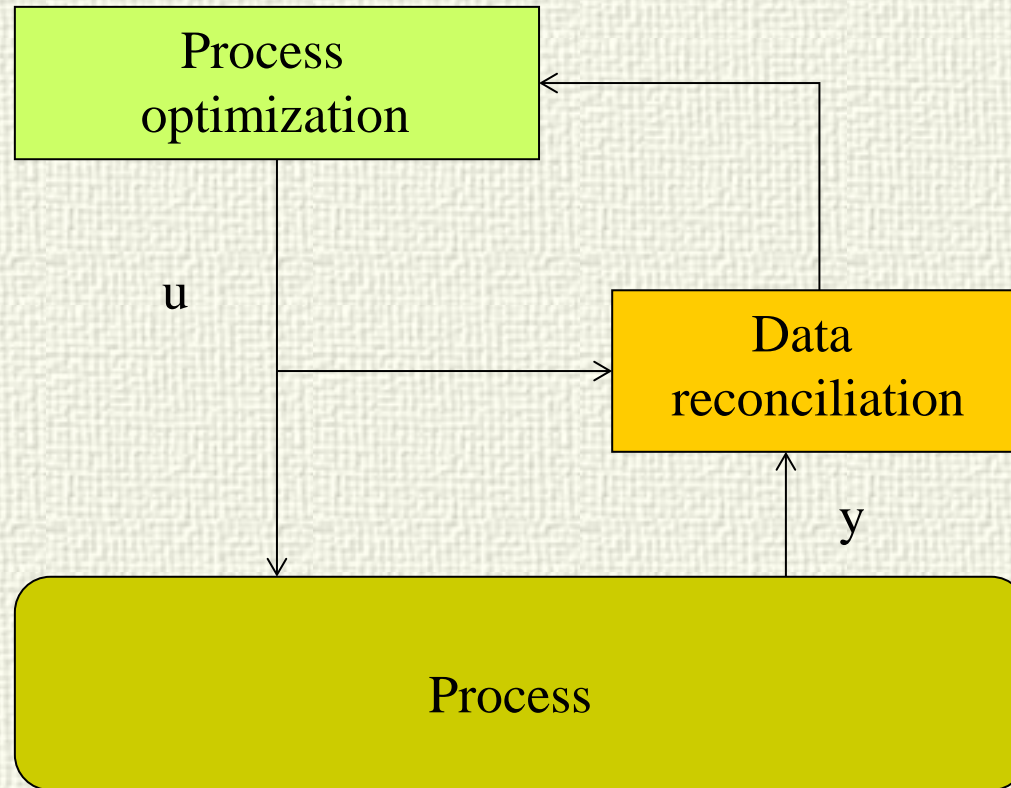 Process
optimization
u
Data
reconciliation
y
Process